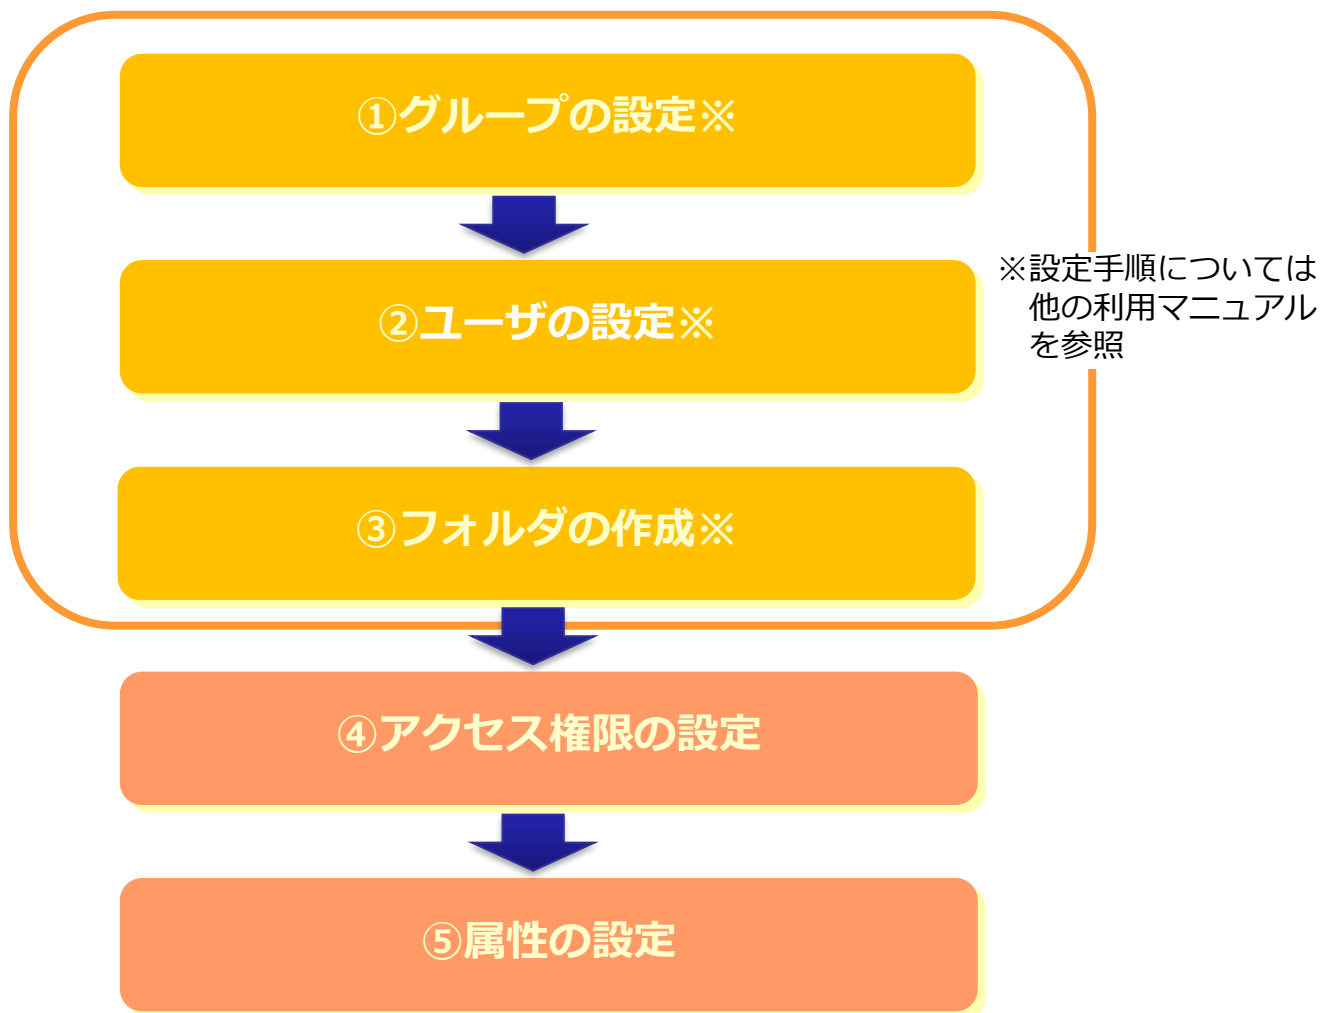 ①グループの設定※
②ユーザの設定※
※設定手順については
他の利用マニュアル
を参照
③フォルダの作成※
④アクセス権限の設定
⑤属性の設定